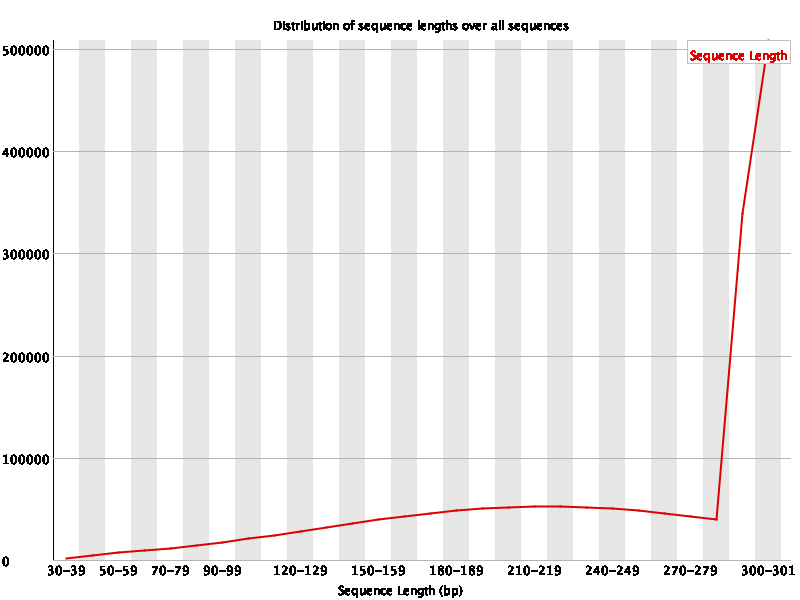 Distribution of sequence lengths over all sequences
Sequence Length
500000
400000
300000
200000
100000
0
30-39 50-59 70-79 90-99 120-129 150-159 180-189 210-219 240-249 270-279 300-301
Sequence Length (bp)